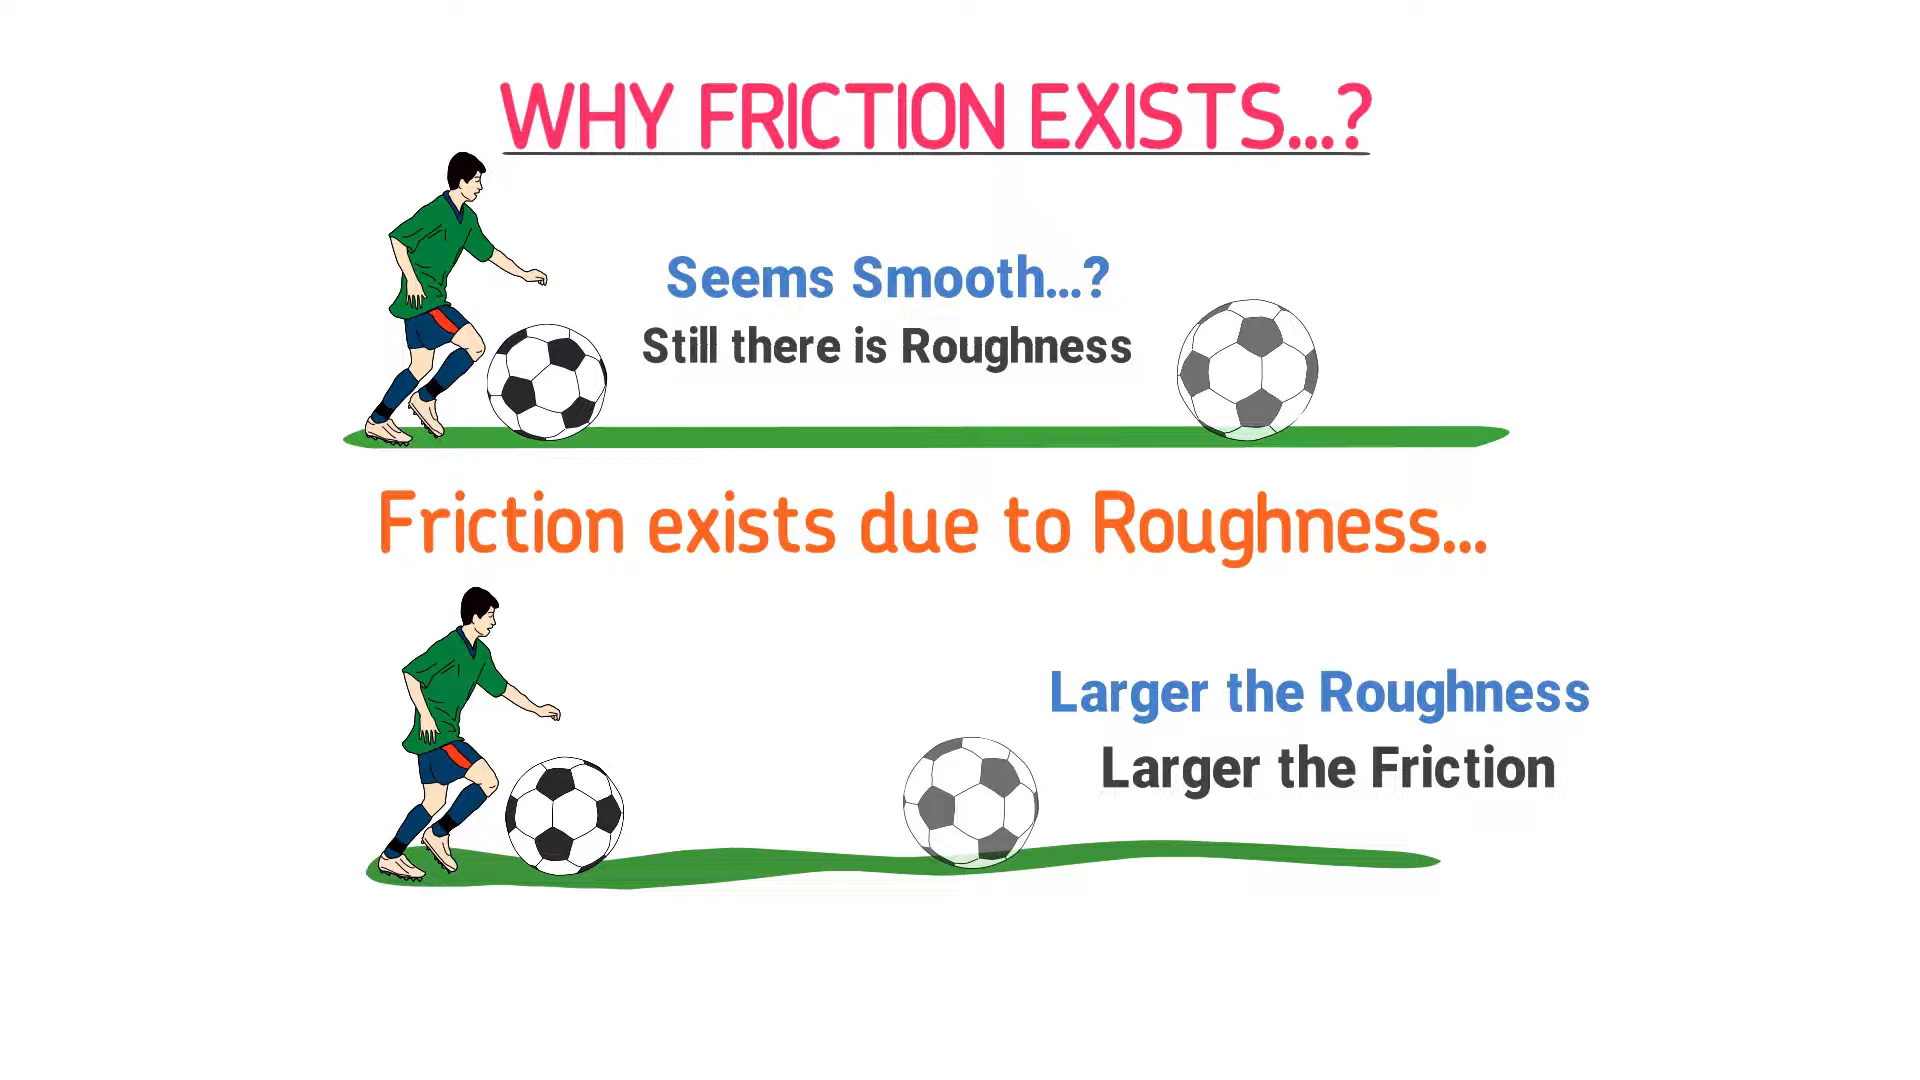 WHY FRICTION EXISTS...?
Seems Smooth...?
Still there is Roughness
Friction exists due to Roughness...
Larger the Roughness
Larger the Friction